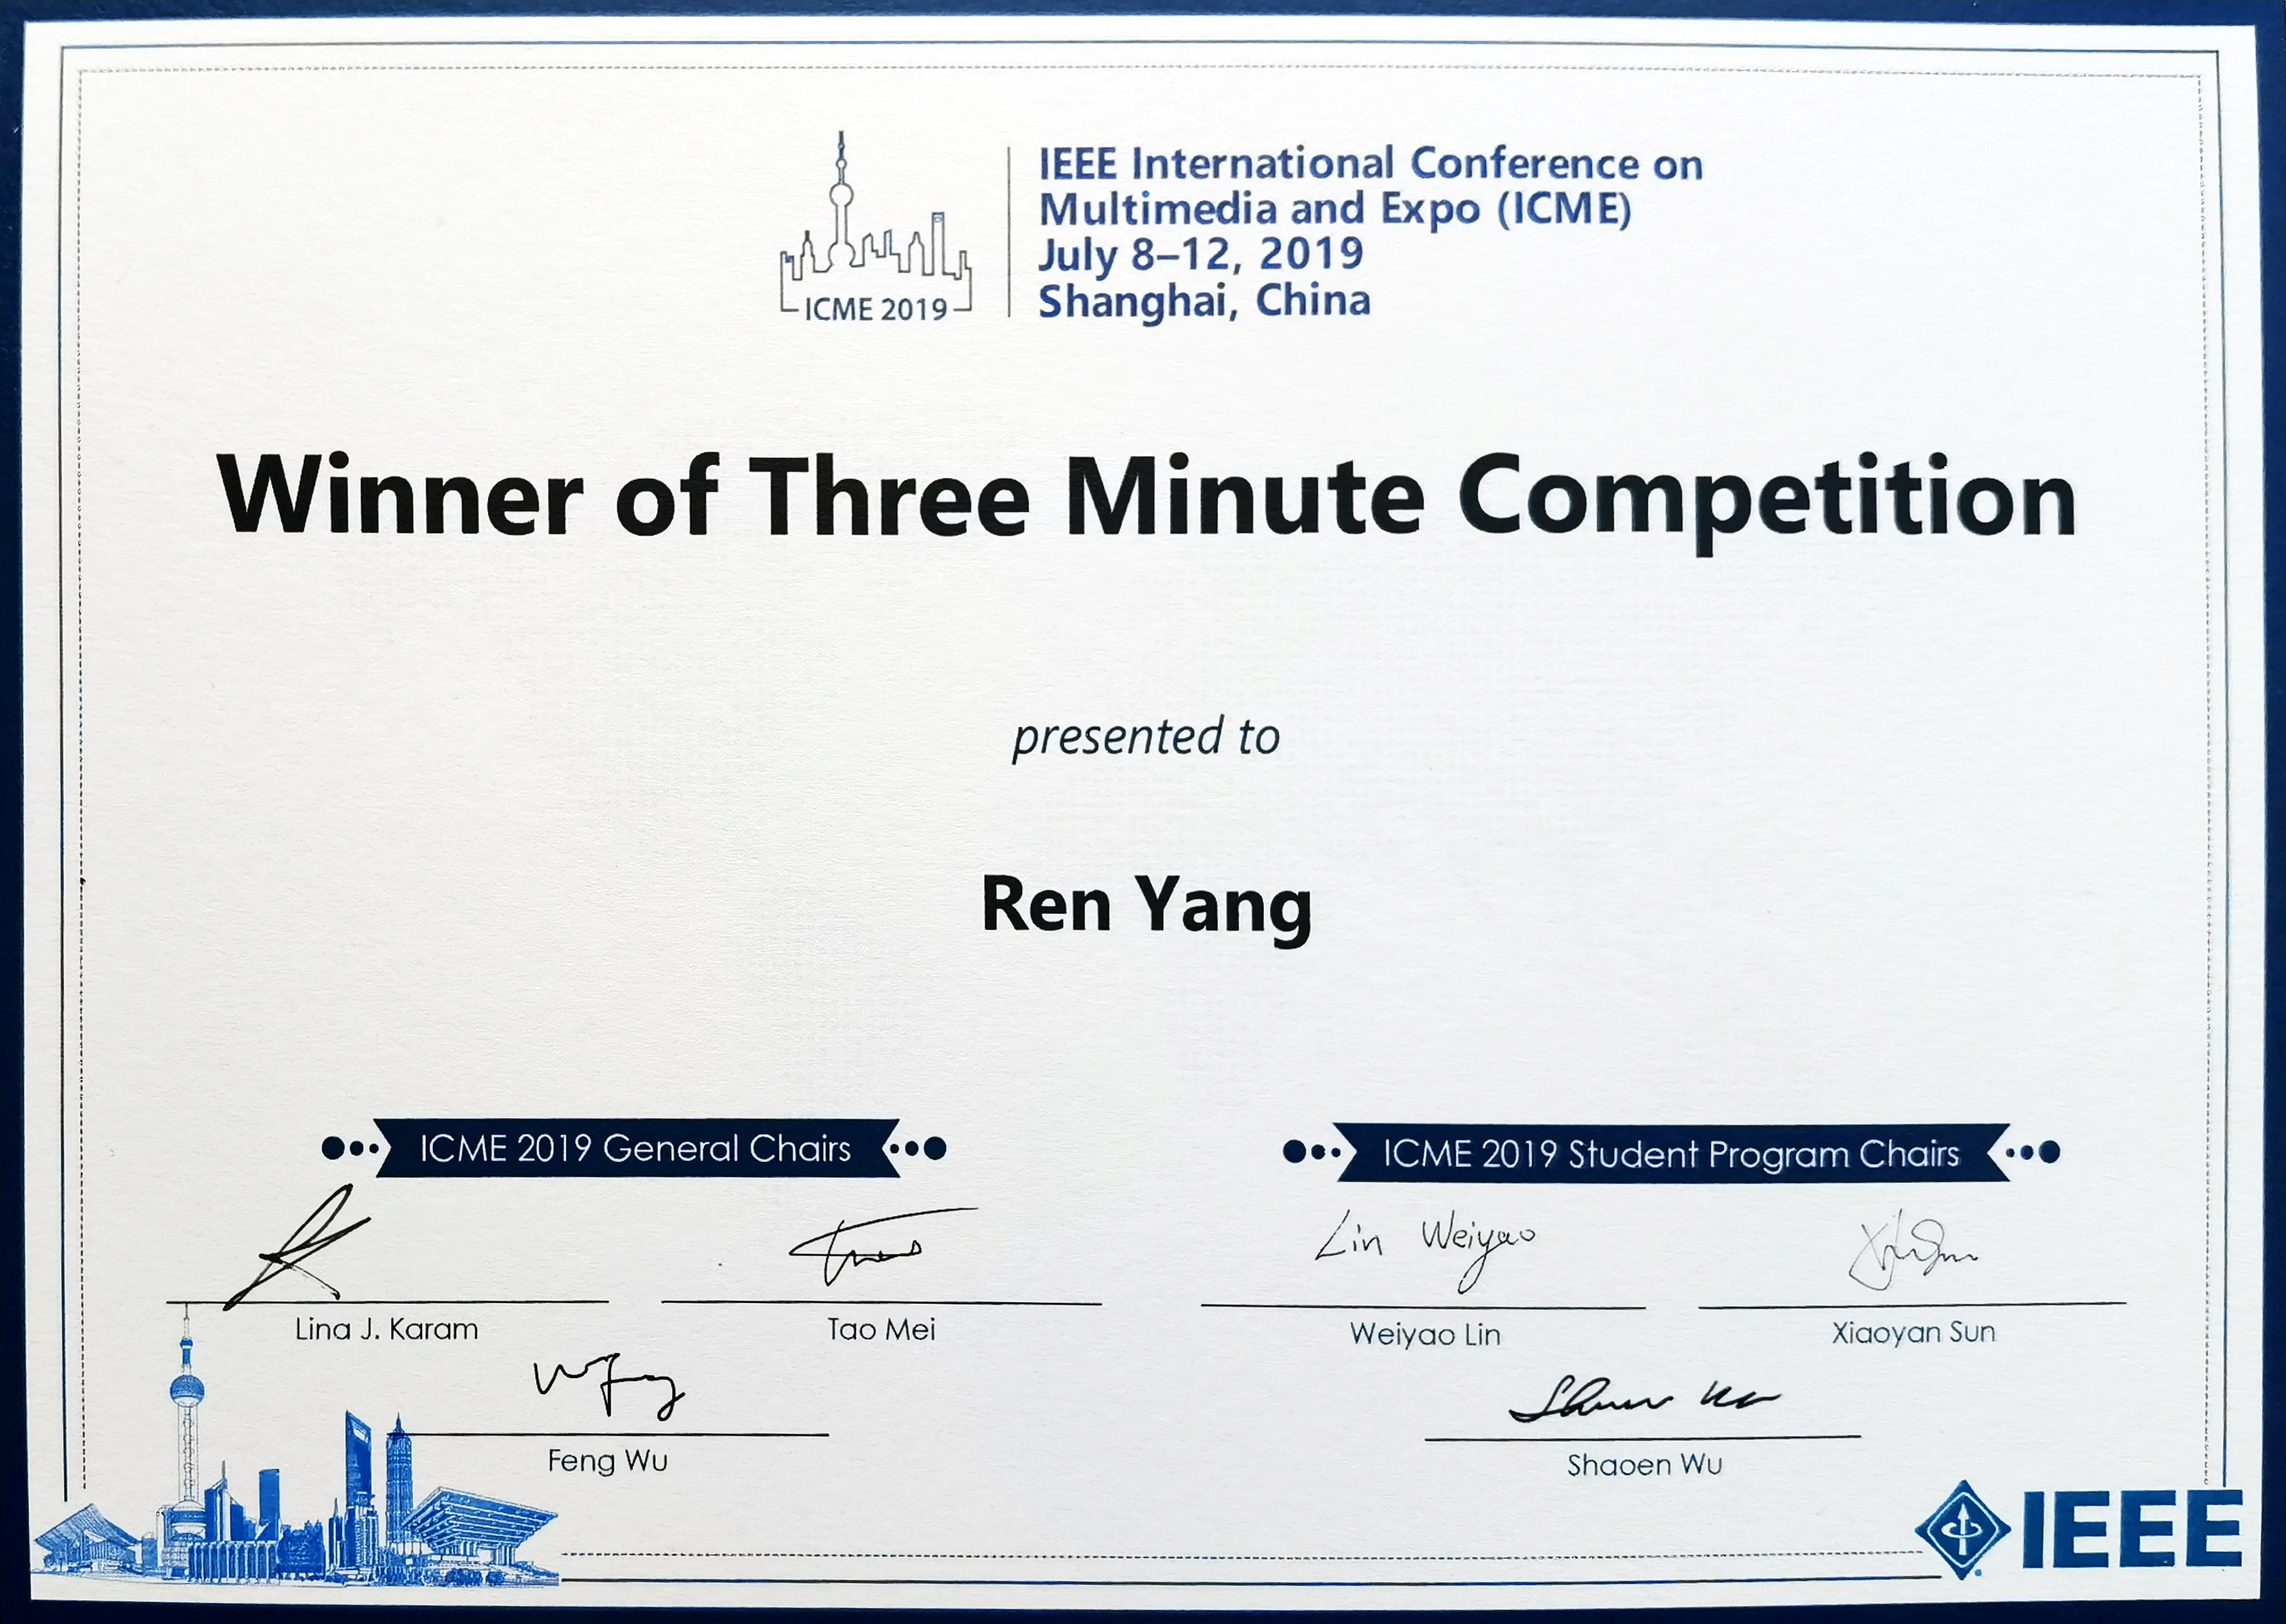 IEEE International Conference on
Multimedia and Expo (ICME)
July 8–12, 2019
Shanghai, China
ICME 2019
Winner of Three Minute Competition
presented to
Ren Yang
ICME 2019 General Chairs
Lina J. Karam
Tao Mei
Feng Wu
ICME 2019 Student Program Chairs
Lin Weiyao
Weiyao Lin
Xiaoyan Sun
Shaoen Wu
IEEE